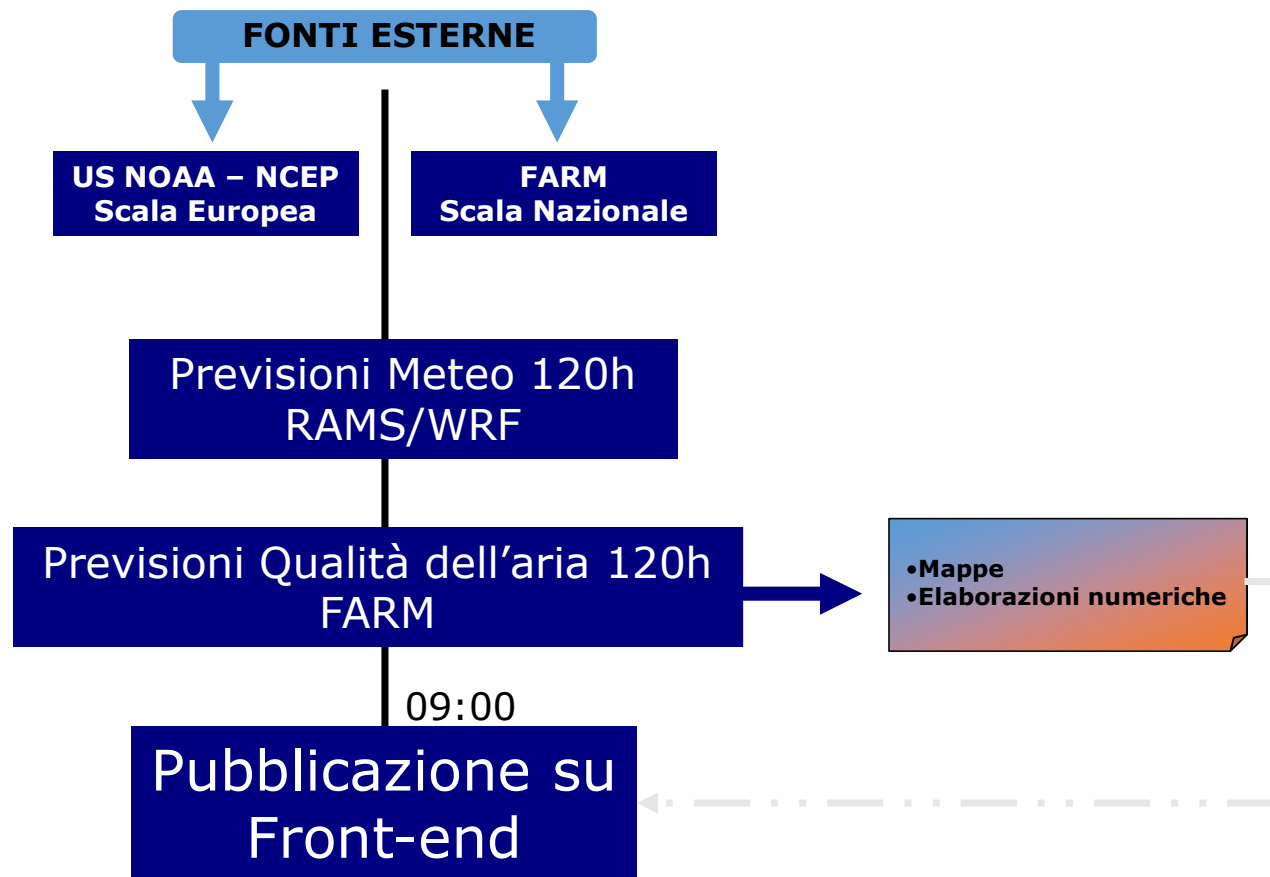 FONTI ESTERNE
US NOAA – NCEP
Scala Europea
FARM
Scala Nazionale
Previsioni Meteo 120h
RAMS/WRF
Previsioni Qualità dell’aria 120h
FARM
•Mappe
•Elaborazioni numeriche
09:00
Pubblicazione su
Front-end